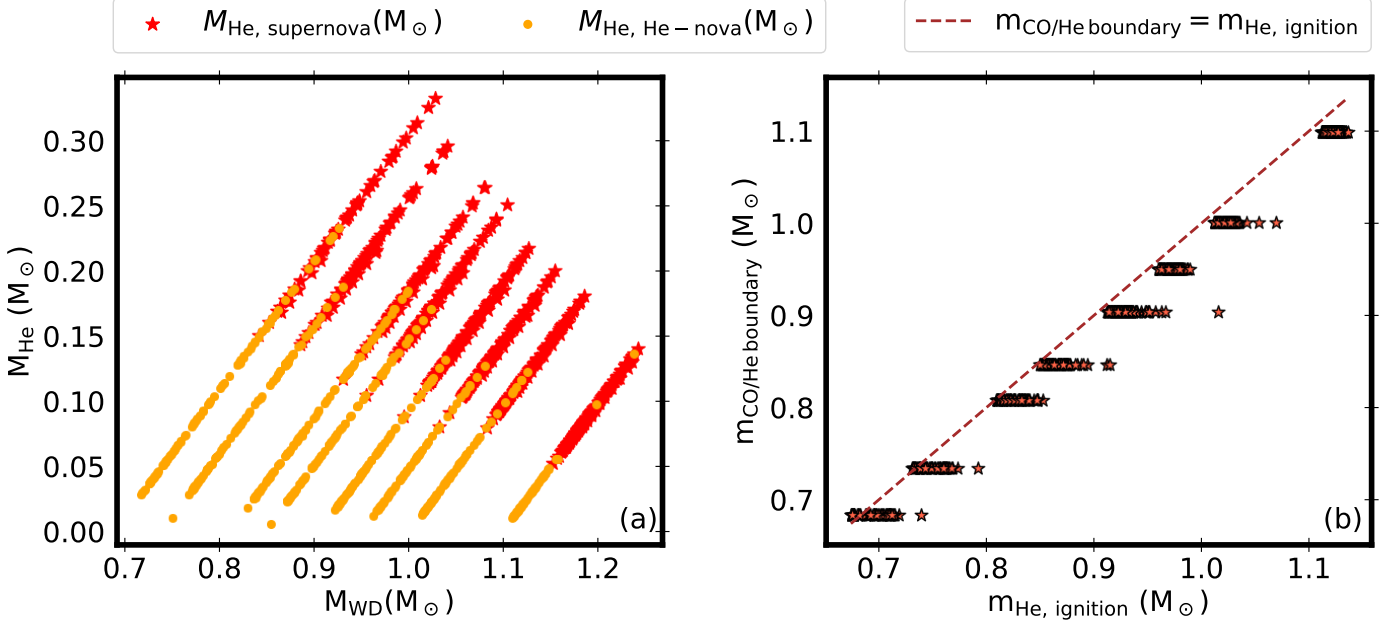 M_He, supernova(M_⊙) M_He, He−nova(M_⊙)
m_CO/He boundary = m_He, ignition
M_He (M_⊙)
0.30
0.25
0.20
0.15
0.10
0.05
0.00
(a)
0.7 0.8 0.9 1.0 1.1 1.2
M_WD(M_⊙)
m_CO/He boundary (M_⊙)
1.1
1.0
0.9
0.8
0.7
(b)
0.7 0.8 0.9 1.0 1.1
m_He, ignition (M_⊙)